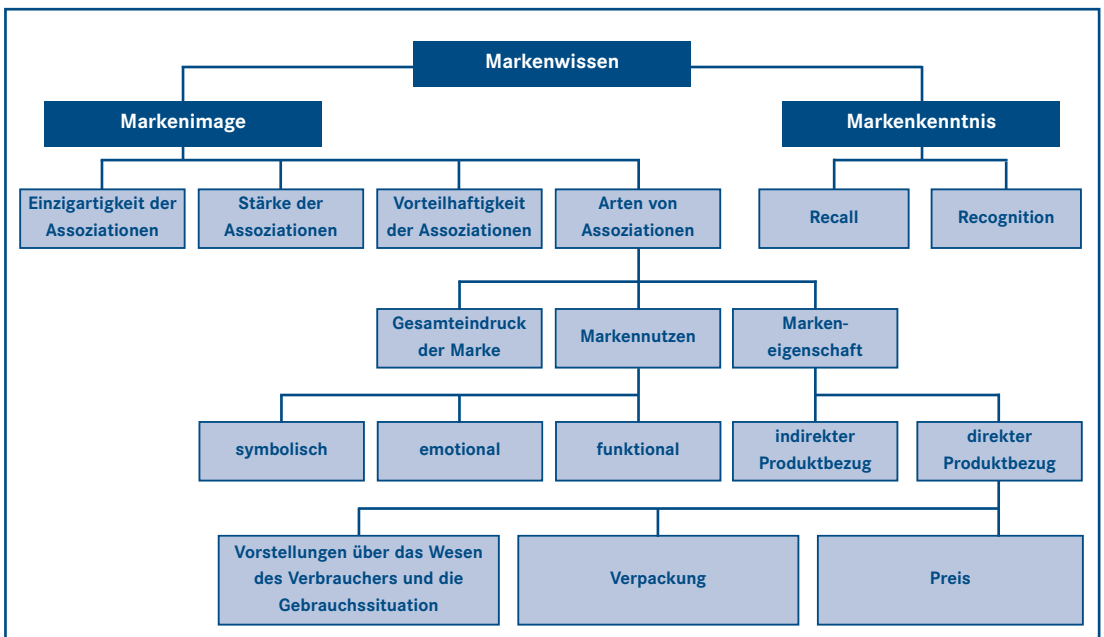 Markenwissen
Markenimage
Markenkenntnis
Einzigartigkeit der
Assoziationen
Stärke der
Assoziationen
Vorteilhaftigkeit
der Assoziationen
Arten von
Assoziationen
Recall
Recognition
Gesamteindruck
der Marke
Markennutzen
Marken-
eigenschaft
symbolisch
emotional
funktional
indirekter
Produktbezug
direkter
Produktbezug
Vorstellungen über das Wesen
des Verbrauchers und die
Gebrauchssituation
Verpackung
Preis